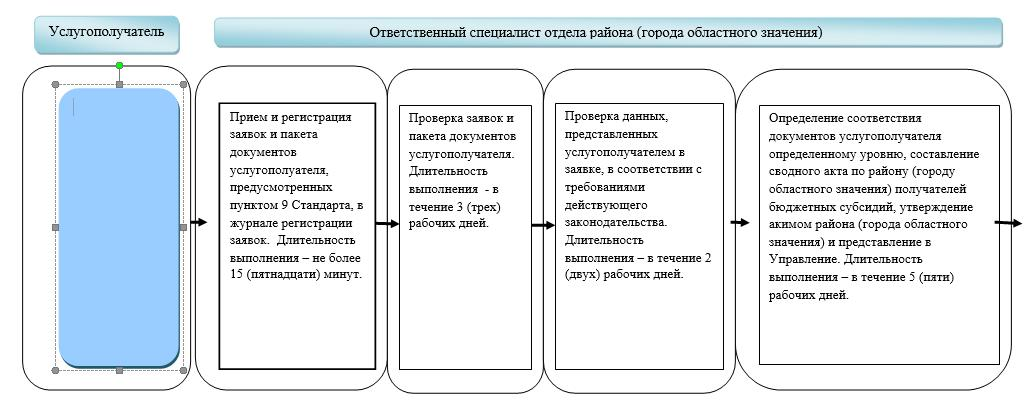 Услугополучатель
Ответственный специалист отдела района (города областного значения)
Прием и регистрация
заявок и пакета
документов
услугополуателя,
предусмотренных
пунктом 9 Стандарта, в
журнале регистрации
заявок. Длительность
выполнения – не более
15 (пятнадцати) минут.
Проверка заявок и
пакета документов
услугополучателя.
Длительность
выполнения - в
течение 3 (трех)
рабочих дней.
Проверка данных,
представленных
услугополучателем в
заявке, в соответствии с
требованиями
действующего
законодательства.
Длительность
выполнения – в течение 2
(двух) рабочих дней.
Определение соответствия
документов услугополучателя
определенному уровню, составление
сводного акта по району (городу
областного значения) получателей
бюджетных субсидий, утверждение
акимом района (города областного
значения) и представление в
Управление. Длительность
выполнения – в течение 5 (пяти)
рабочих дней.